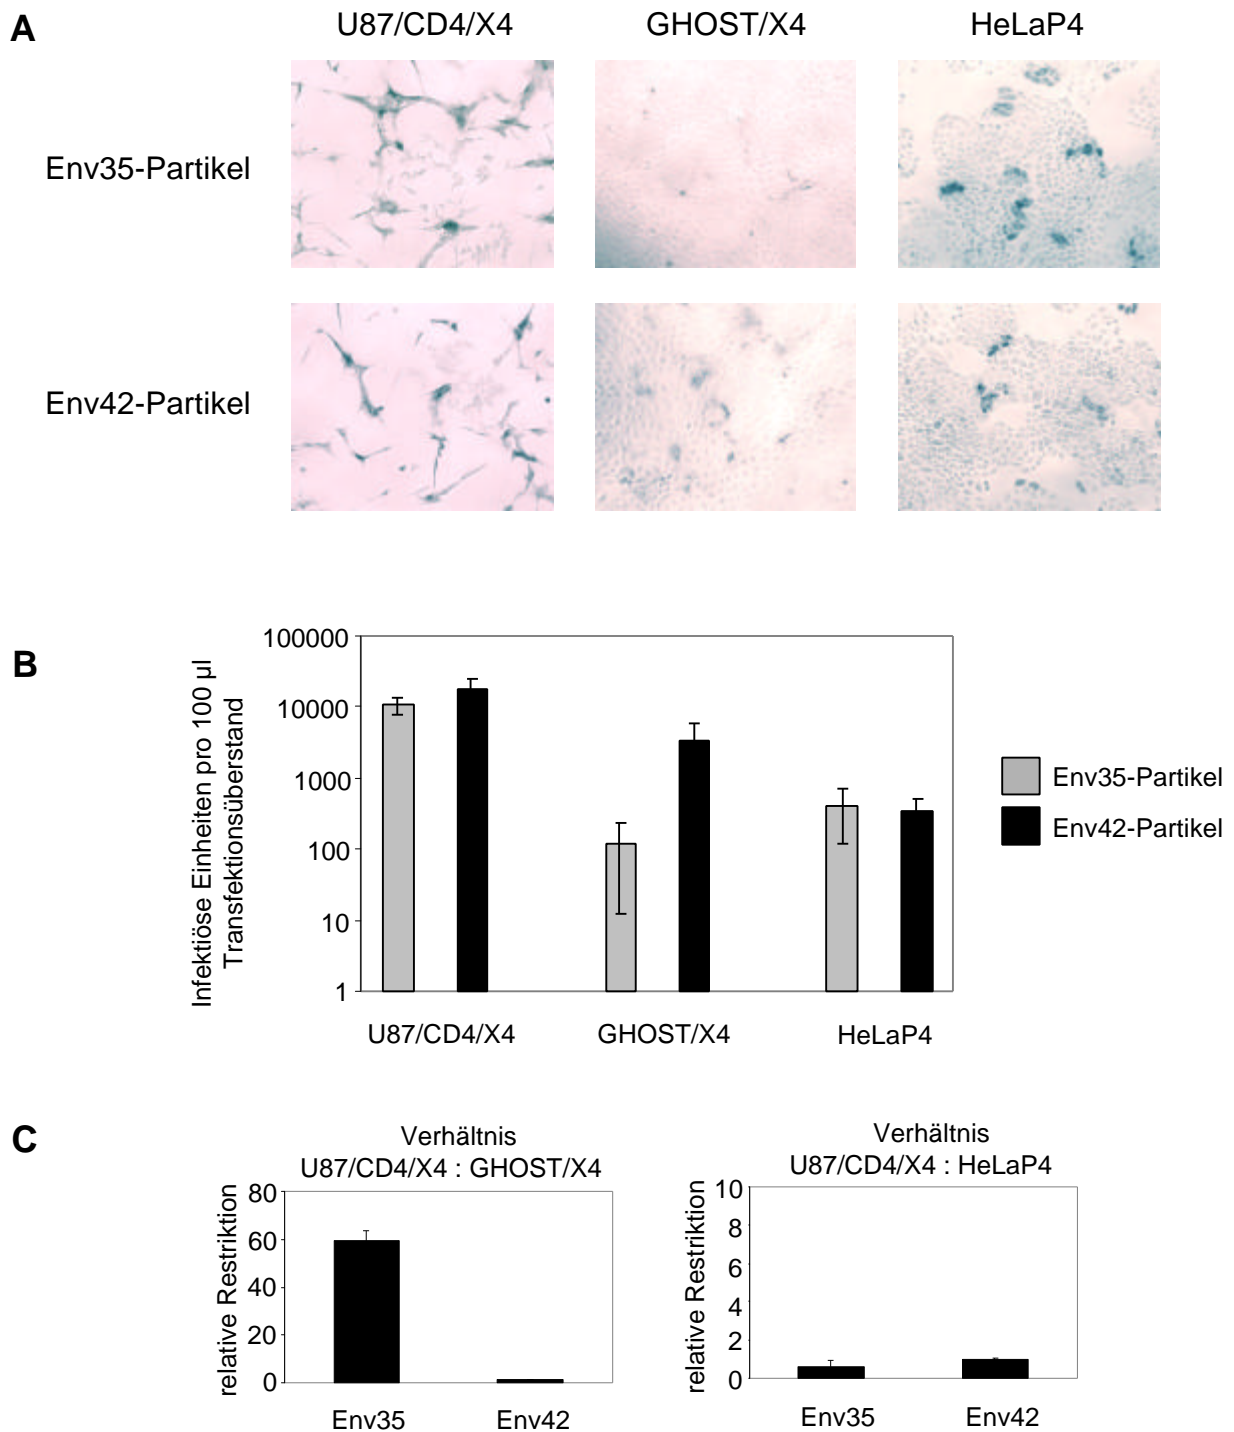 A
U87/CD4/X4
GHOST/X4
HeLaP4
Env35-Partikel
Env42-Partikel
B
Infektiöse Einheiten pro 100 µl
Transfektionsüberstand
100000
10000
1000
100
10
1
U87/CD4/X4
GHOST/X4
HeLaP4
Env35-Partikel
Env42-Partikel
C
Verhältnis
U87/CD4/X4 : GHOST/X4
relative Restriktion
80
60
40
20
0
Env35
Env42
Verhältnis
U87/CD4/X4 : HeLaP4
relative Restriktion
10
8
6
4
2
0
Env35
Env42